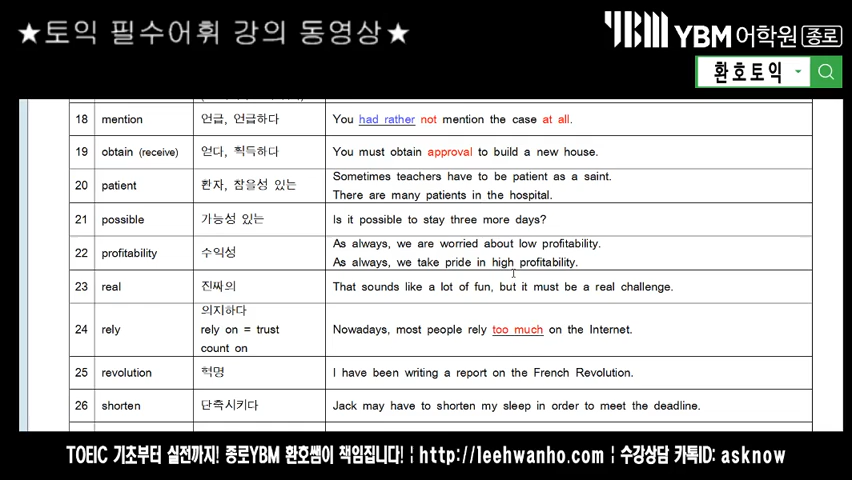 ★토익 필수어휘 강의 동영상★
YBM YBM어학원 종로
환호토익
18 mention 언급, 언급하다 You had rather not mention the case at all.
19 obtain (receive) 얻다, 획득하다 You must obtain approval to build a new house.
20 patient 환자, 참을성 있는 Sometimes teachers have to be patient as a saint.
There are many patients in the hospital.
21 possible 가능성 있는 Is it possible to stay three more days?
22 profitability 수익성 As always, we are worried about low profitability.
As always, we take pride in high profitability.
23 real 진짜의 That sounds like a lot of fun, but it must be a real challenge.
24 rely 의지하다
rely on = trust
count on
Nowadays, most people rely too much on the Internet.
25 revolution 혁명 I have been writing a report on the French Revolution.
26 shorten 단축시키다 Jack may have to shorten my sleep in order to meet the deadline.
TOEIC 기초부터 실전까지! 종로YBM 환호쌤이 책임집니다! ¦ http://leehwanho.com ¦ 수강상담 카톡ID: asknow